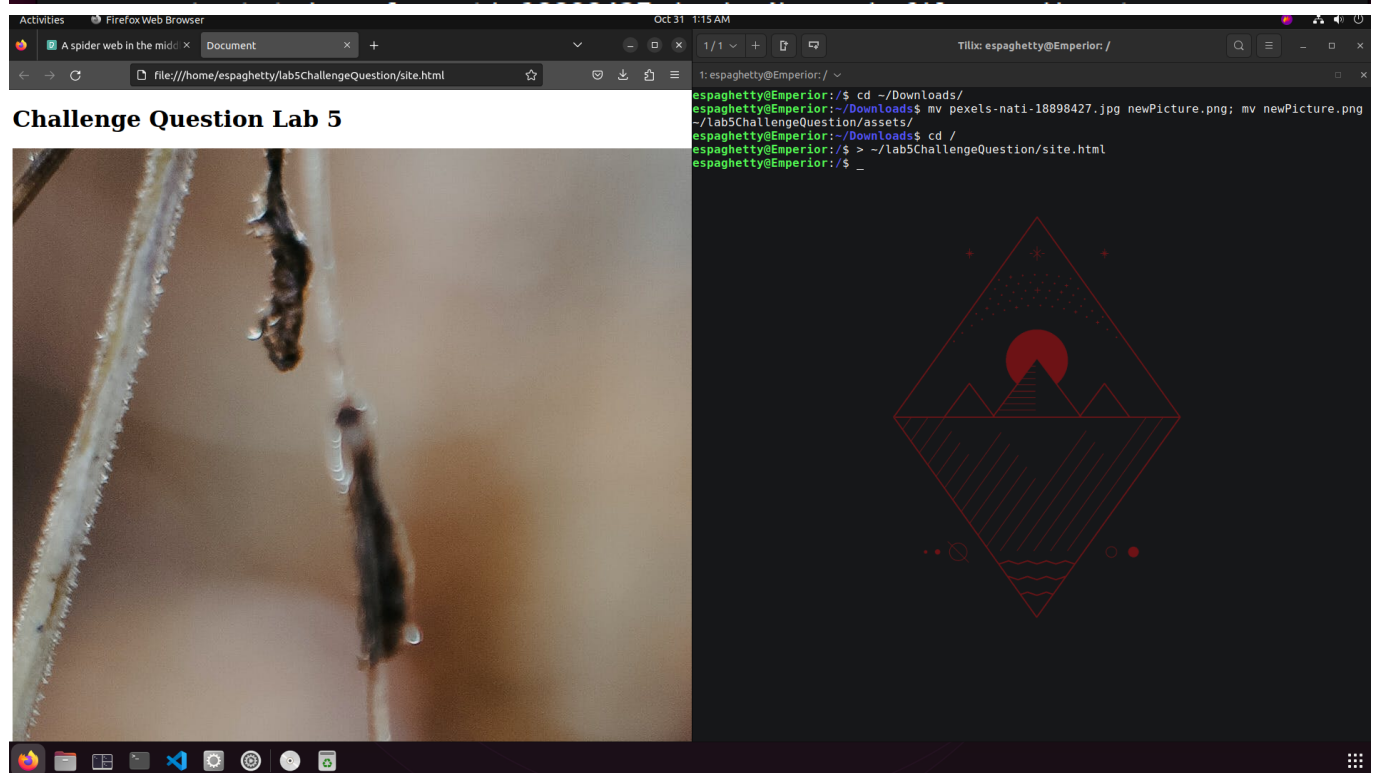 Activities Firefox Web Browser Oct 31 1:15 AM
A spider web in the midd × Document × +
file:///home/espaghetty/lab5ChallengeQuestion/site.html
Challenge Question Lab 5
1/1 Tilix: espaghetty@Emperior: /
1: espaghetty@Emperior: /
espaghetty@Emperior:/$ cd ~/Downloads/
espaghetty@Emperior:~/Downloads$ mv pexels-nati-18898427.jpg newPicture.png; mv newPicture.png
~/lab5ChallengeQuestion/assets/
espaghetty@Emperior:~/Downloads$ cd /
espaghetty@Emperior:/$ > ~/lab5ChallengeQuestion/site.html
espaghetty@Emperior:/$ _